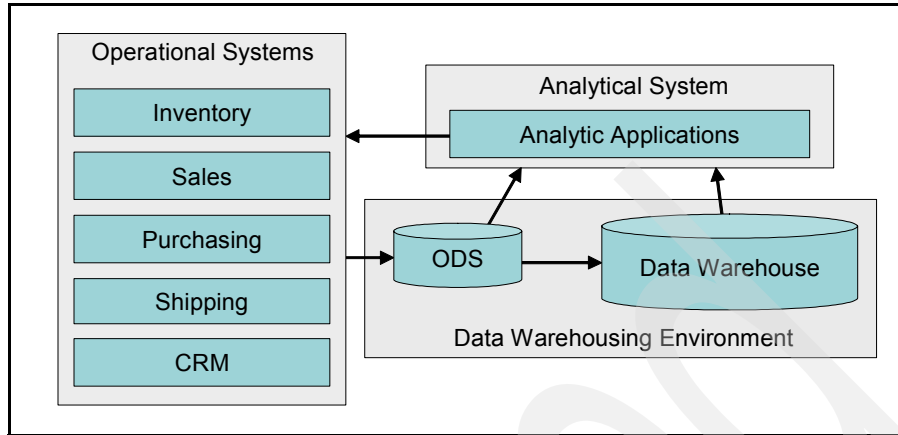 Operational Systems
Inventory
Sales
Purchasing
Shipping
CRM
Analytical System
Analytic Applications
ODS
Data Warehouse
Data Warehousing Environment